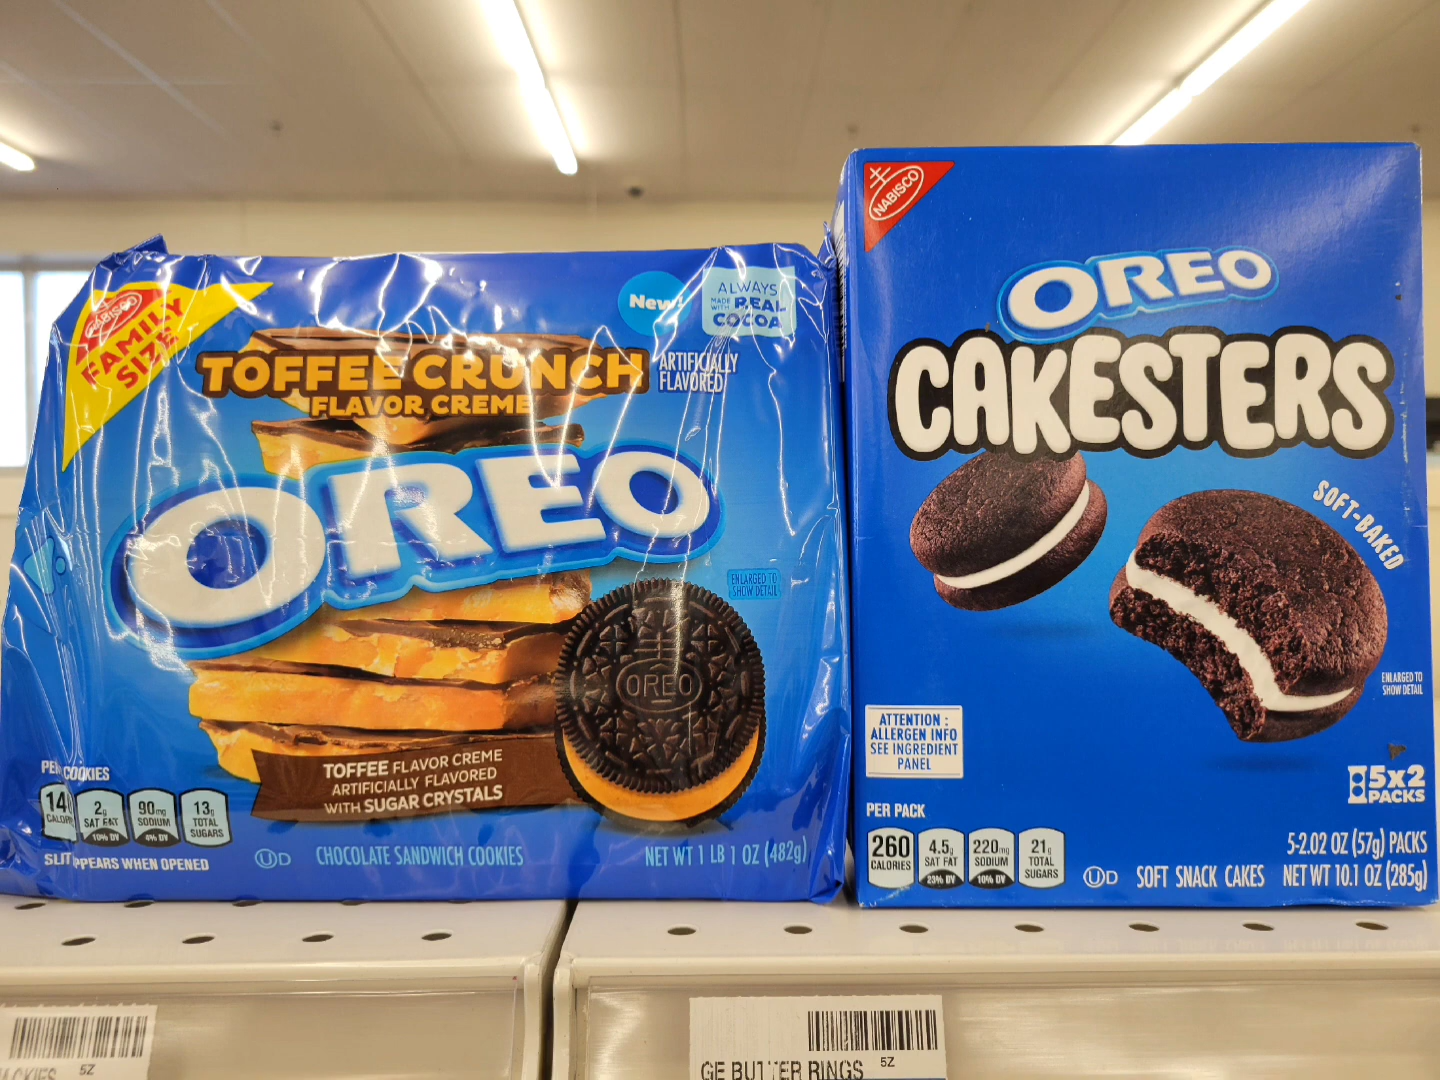 NABISCO
FAMILY
SIZE
New!
ALWAYS
MADE WITH REAL
COCOA
TOFFEE CRUNCH
FLAVOR CREME
ARTIFICIALLY
FLAVORED
OREO
ENLARGED TO
SHOW DETAIL
OREO
TOFFEE FLAVOR CREME
ARTIFICIALLY FLAVORED
WITH SUGAR CRYSTALS
COOKIES
2g
SAT FAT
10% DV
90mg
SODIUM
4% DV
13g
TOTAL
SUGARS
WHEN OPENED
UD
CHOCOLATE SANDWICH COOKIES
NET WT 1 LB 1 OZ (482g)
NABISCO
OREO
CAKESTERS
SOFT-BAKED
ENLARGED TO
SHOW DETAIL
ATTENTION :
ALLERGEN INFO
SEE INGREDIENT
PANEL
5x2
PACKS
PER PACK
260
CALORIES
4.5g
SAT FAT
23% DV
220mg
SODIUM
10% DV
21g
TOTAL
SUGARS
UD
SOFT SNACK CAKES
5-2.02 OZ (57g) PACKS
NET WT 10.1 OZ (285g)
5Z
GE BUTTER RINGS 5Z